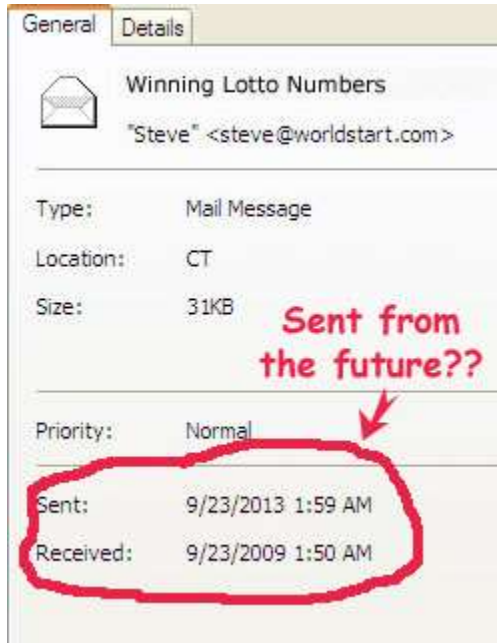 General Details
Winning Lotto Numbers
"Steve" <steve@worldstart.com>
Type: Mail Message
Location: CT
Size: 31KB
Sent from
the future??
Priority: Normal
Sent: 9/23/2013 1:59 AM
Received: 9/23/2009 1:50 AM